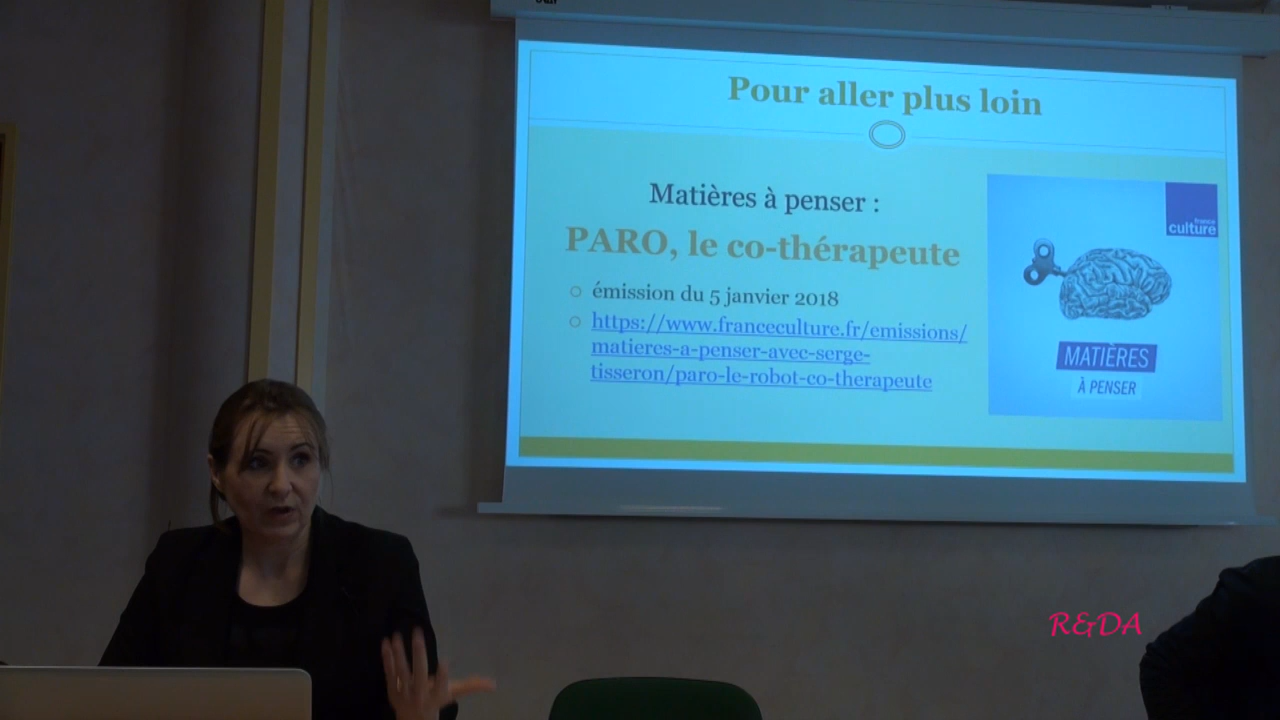 Pour aller plus loin
Matières à penser :
PARO, le co-thérapeute
émission du 5 janvier 2018
https://www.franceculture.fr/emissions/
matieres-a-penser-avec-serge-
tisseron/paro-le-robot-co-therapeute
france
culture
MATIÈRES
À PENSER
R&DA